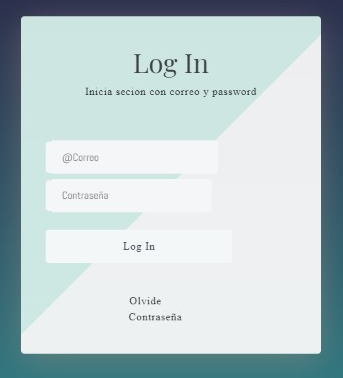 Log In
Inicia secion con correo y password
@Correo
Contraseña
Log In
Olvide
Contraseña